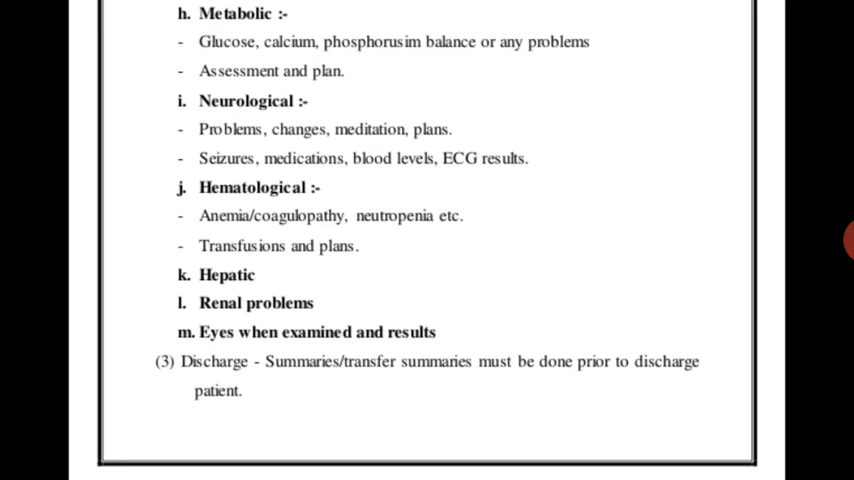 h. Metabolic :-
- Glucose, calcium, phosphorusim balance or any problems
- Assessment and plan.
i. Neurological :-
- Problems, changes, meditation, plans.
- Seizures, medications, blood levels, ECG results.
j. Hematological :-
- Anemia/coagulopathy, neutropenia etc.
- Transfusions and plans.
k. Hepatic
l. Renal problems
m. Eyes when examined and results
(3) Discharge - Summaries/transfer summaries must be done prior to discharge
patient.